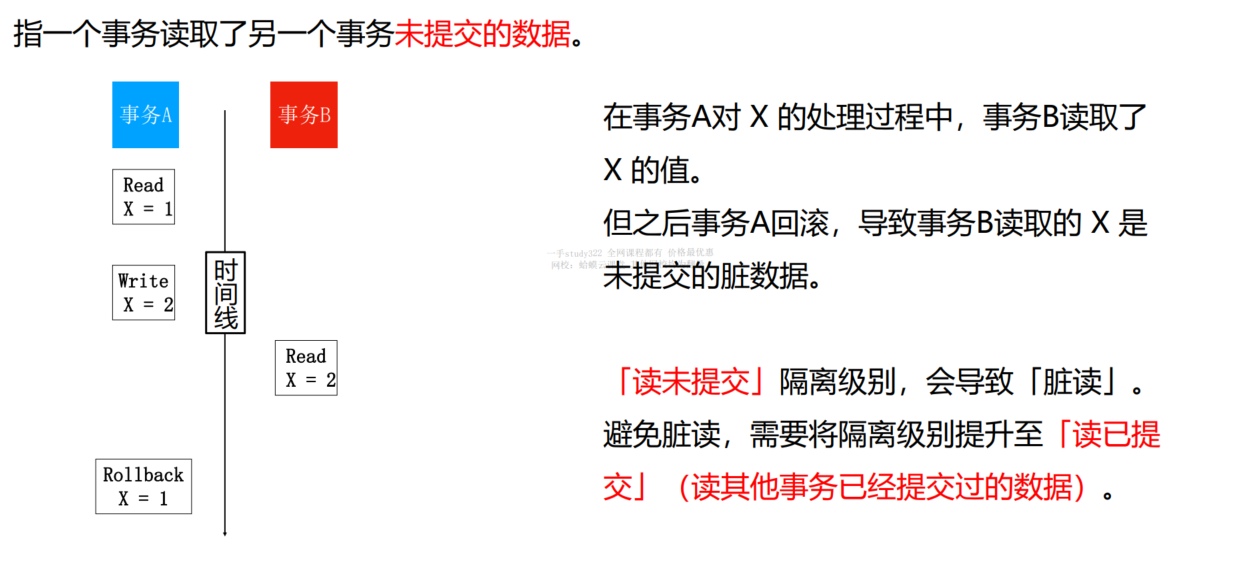 指一个事务读取了另一个事务未提交的数据。
事务A
事务B
Read
X = 1
Write
X = 2
时间线
Read
X = 2
Rollback
X = 1
在事务A对 X 的处理过程中，事务B读取了
X 的值。
但之后事务A回滚，导致事务B读取的 X 是
未提交的脏数据。
一手study322 全网课程都有 价格最优惠
网校：蛤蟆云
「读未提交」隔离级别，会导致「脏读」。
避免脏读，需要将隔离级别提升至「读已提
交」（读其他事务已经提交过的数据）。